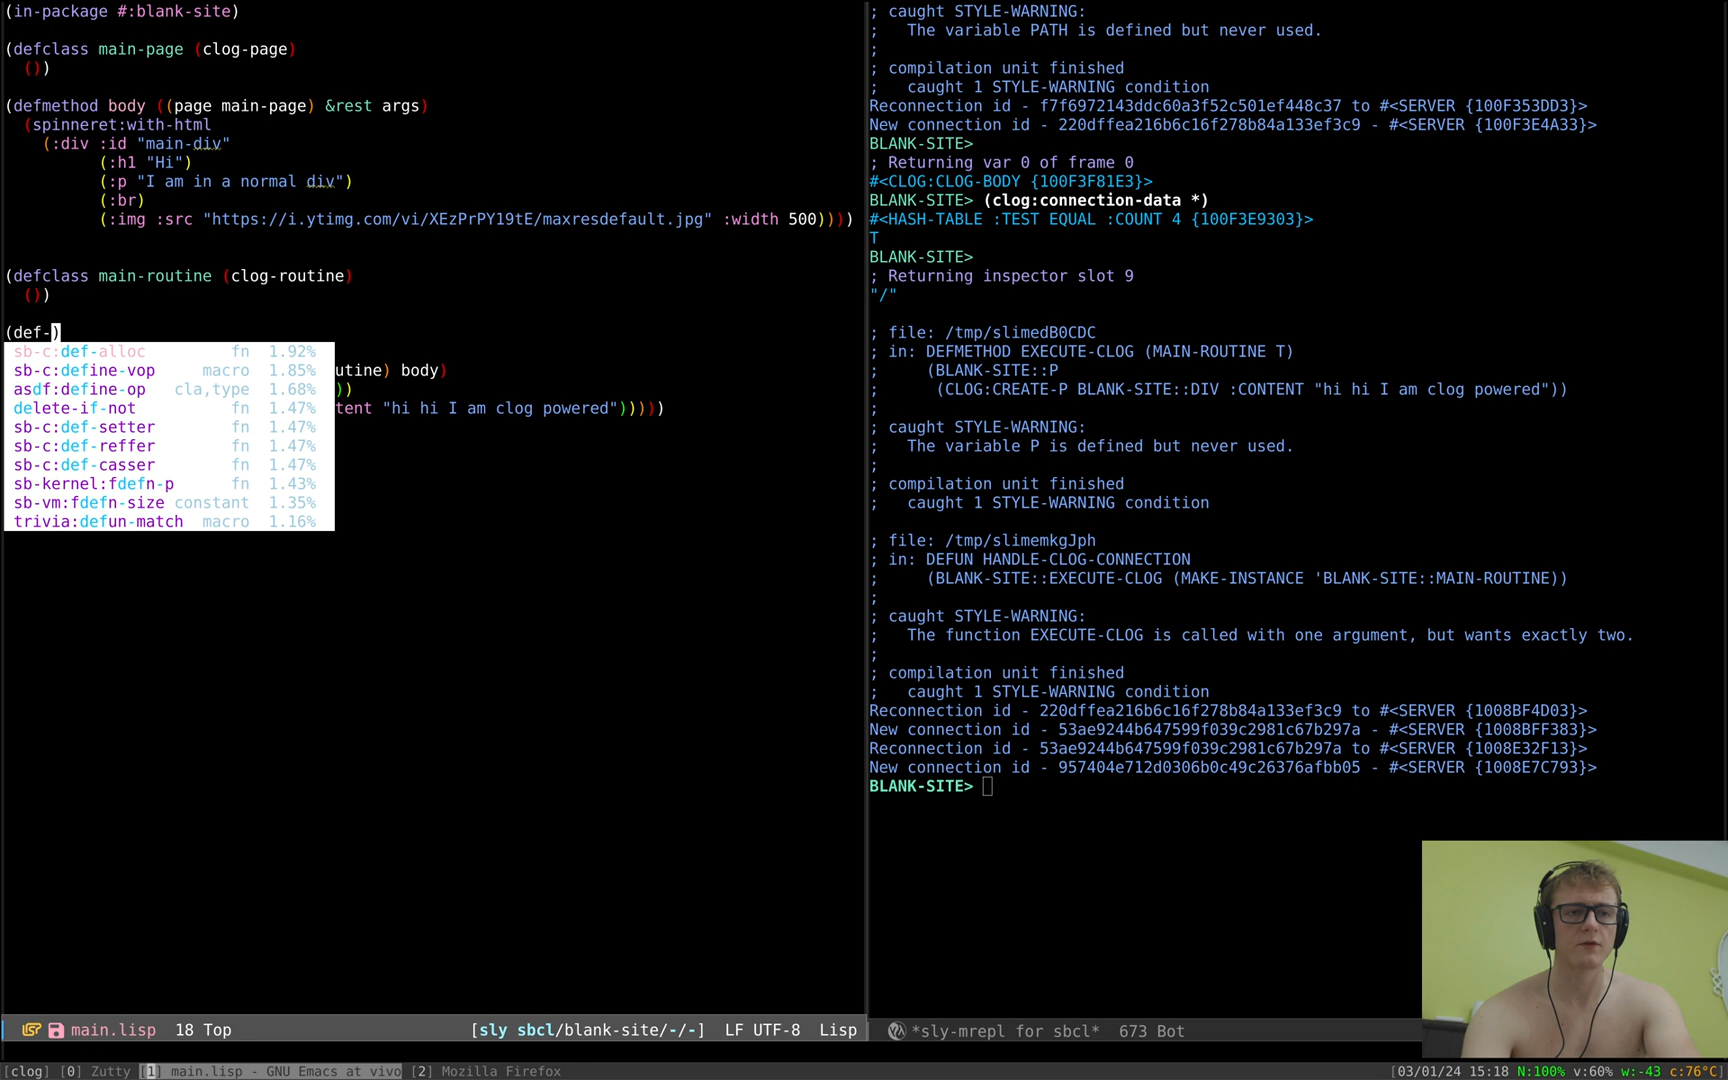 (in-package #:blank-site)
(defclass main-page (clog-page)
  ())
(defmethod body ((page main-page) &rest args)
  (spinneret:with-html
    (:div :id "main-div"
          (:h1 "Hi")
          (:p "I am in a normal div")
          (:br)
          (:img :src "https://i.ytimg.com/vi/XEzPrPY19tE/maxresdefault.jpg" :width 500))))
(defclass main-routine (clog-routine)
  ())
(def-)
sb-c:def-alloc fn 1.92%
sb-c:define-vop macro 1.85% utine) body)
asdf:define-op cla,type 1.68% ))
delete-if-not fn 1.47% tent "hi hi I am clog powered")))))
sb-c:def-setter fn 1.47%
sb-c:def-reffer fn 1.47%
sb-c:def-casser fn 1.47%
sb-kernel:fdefn-p fn 1.43%
sb-vm:fdefn-size constant 1.35%
trivia:defun-match macro 1.16%
main.lisp 18 Top [sly sbcl/blank-site/-/-] LF UTF-8 Lisp
; caught STYLE-WARNING:
;   The variable PATH is defined but never used.
;
; compilation unit finished
;   caught 1 STYLE-WARNING condition
Reconnection id - f7f6972143ddc60a3f52c501ef448c37 to #<SERVER {100F353DD3}>
New connection id - 220dffea216b6c16f278b84a133ef3c9 - #<SERVER {100F3E4A33}>
BLANK-SITE>
; Returning var 0 of frame 0
#<CLOG:CLOG-BODY {100F3F81E3}>
BLANK-SITE> (clog:connection-data *)
#<HASH-TABLE :TEST EQUAL :COUNT 4 {100F3E9303}>
T
BLANK-SITE>
; Returning inspector slot 9
"/"
; file: /tmp/slimedB0CDC
; in: DEFMETHOD EXECUTE-CLOG (MAIN-ROUTINE T)
;     (BLANK-SITE::P
;      (CLOG:CREATE-P BLANK-SITE::DIV :CONTENT "hi hi I am clog powered"))
;
; caught STYLE-WARNING:
;   The variable P is defined but never used.
;
; compilation unit finished
;   caught 1 STYLE-WARNING condition
; file: /tmp/slimemkgJph
; in: DEFUN HANDLE-CLOG-CONNECTION
;     (BLANK-SITE::EXECUTE-CLOG (MAKE-INSTANCE 'BLANK-SITE::MAIN-ROUTINE))
;
; caught STYLE-WARNING:
;   The function EXECUTE-CLOG is called with one argument, but wants exactly two.
;
; compilation unit finished
;   caught 1 STYLE-WARNING condition
Reconnection id - 220dffea216b6c16f278b84a133ef3c9 to #<SERVER {1008BF4D03}>
New connection id - 53ae9244b647599f039c2981c67b297a - #<SERVER {1008BFF383}>
Reconnection id - 53ae9244b647599f039c2981c67b297a to #<SERVER {1008E32F13}>
New connection id - 957404e712d0306b0c49c26376afbb05 - #<SERVER {1008E7C793}>
BLANK-SITE>
*sly-mrepl for sbcl* 673 Bot
[clog] [0] Zutty [1] main.lisp - GNU Emacs at vivo [2] Mozilla Firefox [03/01/24 15:18 N:100% v:60% w:-43 c:76°C]